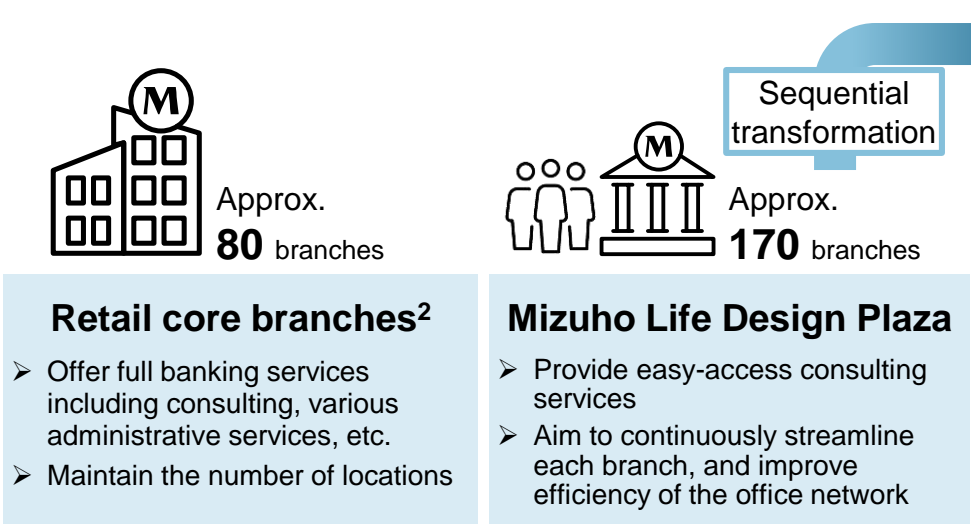 M
Approx.
80 branches
Retail core branches2
➢ Offer full banking services
including consulting, various
administrative services, etc.
➢ Maintain the number of locations
Sequential
transformation
M
Approx.
170 branches
Mizuho Life Design Plaza
➢ Provide easy-access consulting
services
➢ Aim to continuously streamline
each branch, and improve
efficiency of the office network